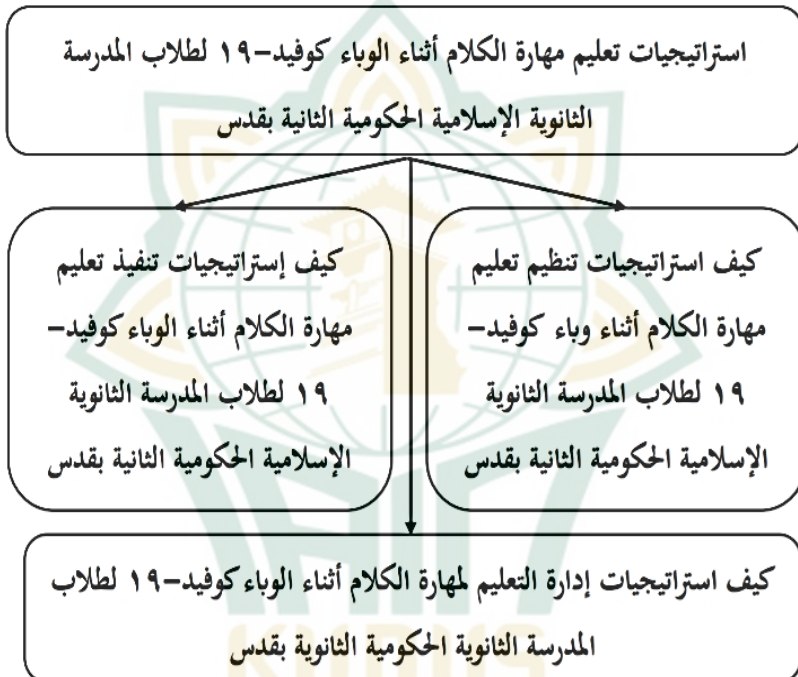 استراتيجيات تعليم مهارة الكلام أثناء الوباء كوفيد-١٩ لطلاب المدرسة
الثانوية الإسلامية الحكومية الثانية بقدس
كيف استراتيجيات تنظيم تعليم
مهارة الكلام أثناء وباء كوفيد-
١٩ لطلاب المدرسة الثانوية
الإسلامية الحكومية الثانية بقدس
كيف إستراتيجيات تنفيذ تعليم
مهارة الكلام أثناء الوباء كوفيد-
١٩ لطلاب المدرسة الثانوية
الإسلامية الحكومية الثانية بقدس
كيف استراتيجيات إدارة التعليم لمهارة الكلام أثناء الوباء كوفيد-١٩ لطلاب
المدرسة الثانوية الحكومية الثانوية بقدس